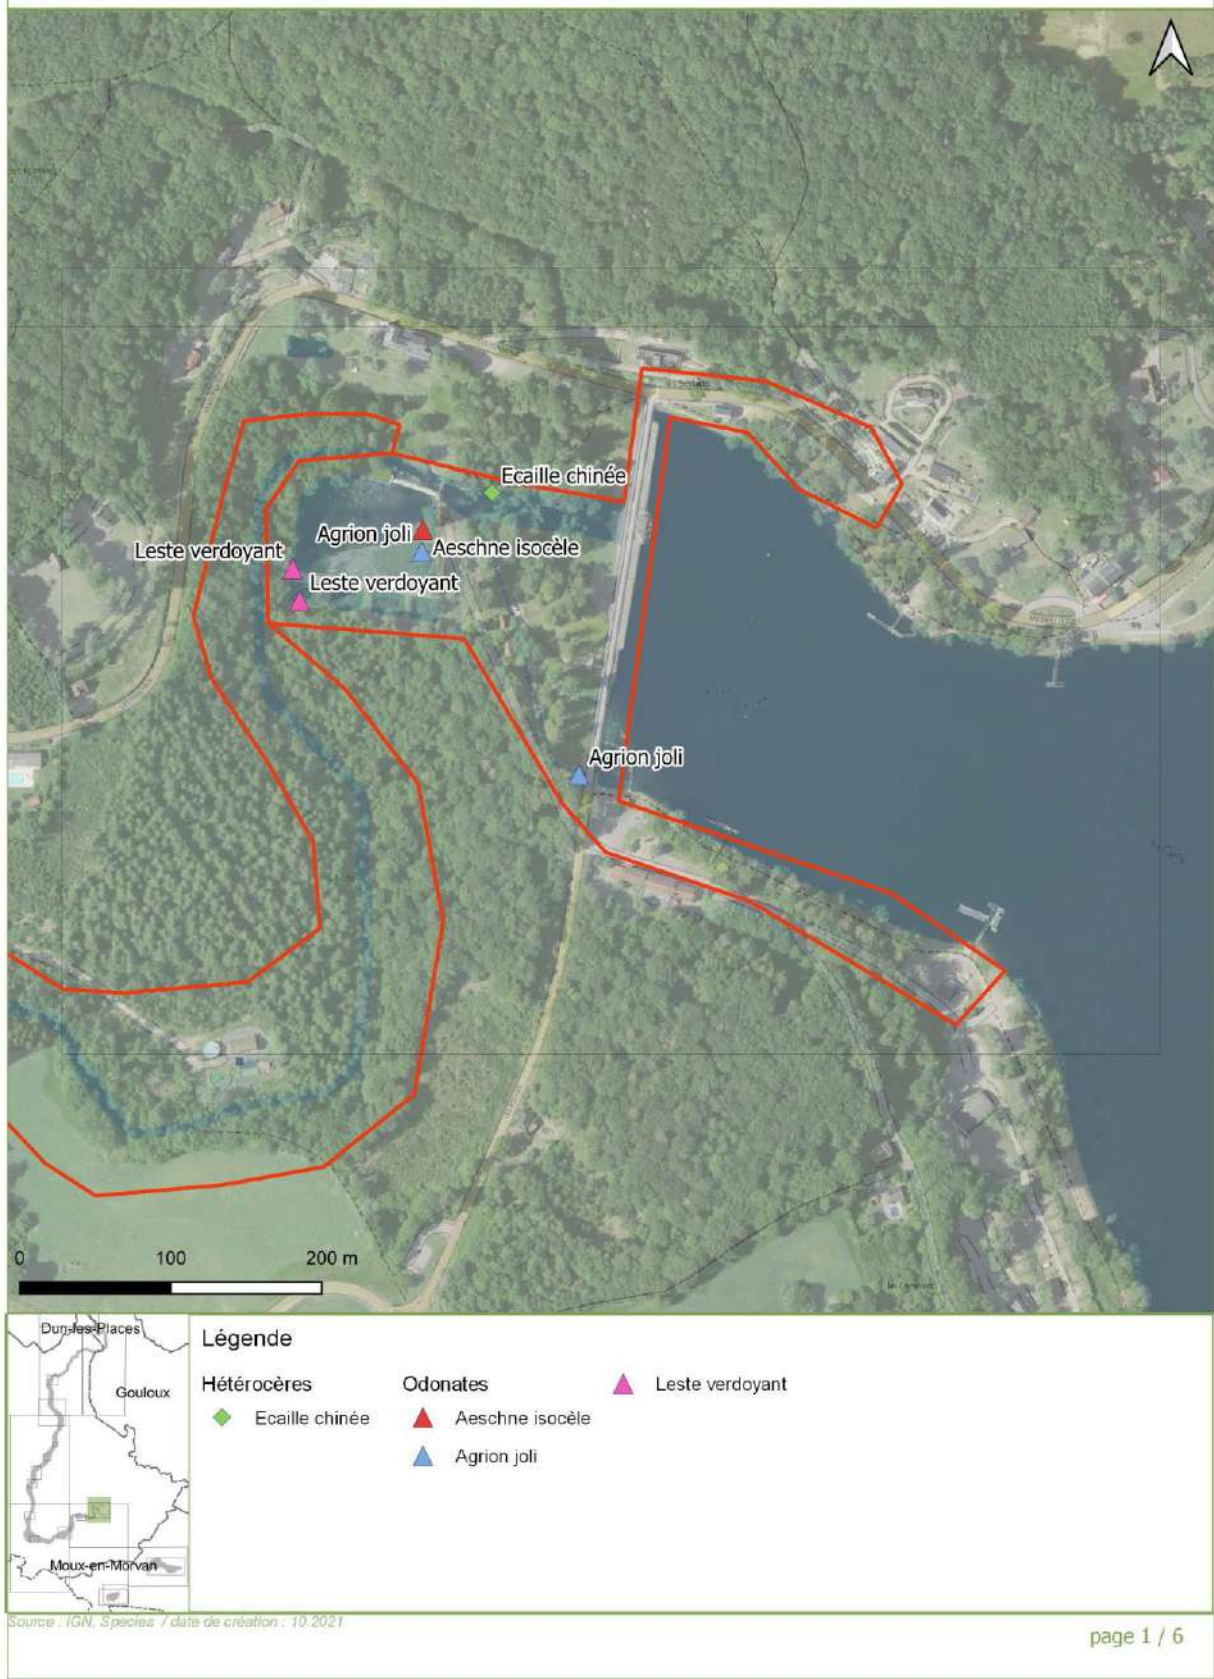 Ecaille chinée
Agrion joli
Aeschne isocèle
Leste verdoyant
Leste verdoyant
Agrion joli
0 100 200 m
Dun-les-Places
Gouloux
Moux-en-Morvan
Légende
Hétérocères Odonates Leste verdoyant
Ecaille chinée Aeschne isocèle
Agrion joli
Source : IGN, Species / date de création : 10.2021
page 1 / 6